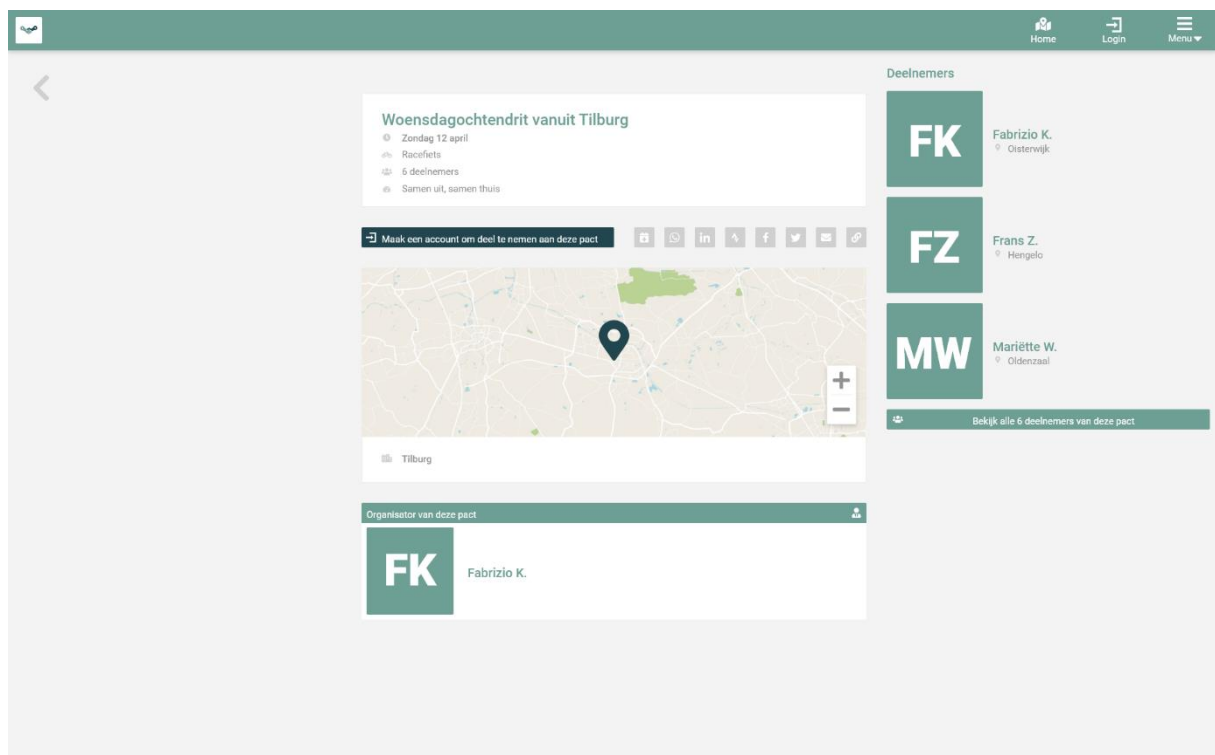 Home
Login
Menu
Woensdagochtendrit vanuit Tilburg
Zondag 12 april
Racefiets
6 deelnemers
Samen uit, samen thuis
Maak een account om deel te nemen aan deze pact
Tilburg
Organisator van deze pact
FK
Fabrizio K.
Deelnemers
FK
Fabrizio K.
Oisterwijk
FZ
Frans Z.
Hengelo
MW
Mariëtte W.
Oldenzaal
Bekijk alle 6 deelnemers van deze pact